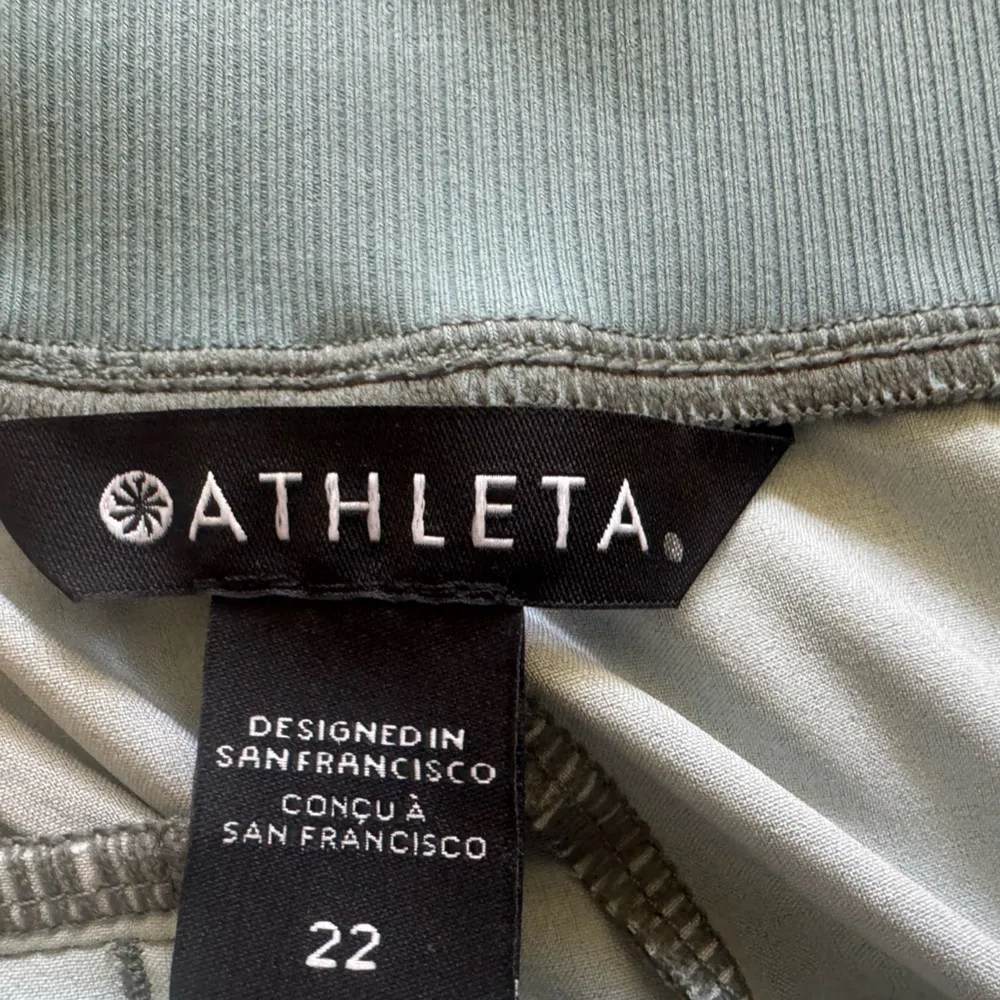 ATHLETA.
DESIGNED IN
SAN FRANCISCO
CONÇU À
SAN FRANCISCO
22